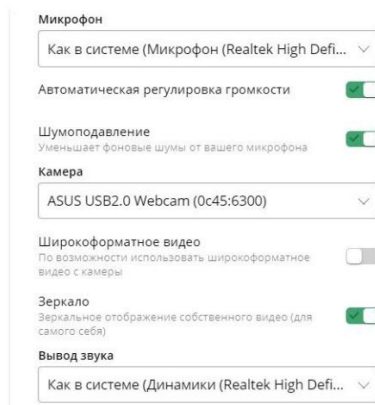 Микрофон
Как в системе (Микрофон (Realtek High Defi...
Автоматическая регулировка громкости
Шумоподавление
Уменьшает фоновые шумы от вашего микрофона
Камера
ASUS USB2.0 Webcam (0c45:6300)
Широкоформатное видео
По возможности использовать широкоформатное
видео с камеры
Зеркало
Зеркальное отображение собственного видео (для
самого себя)
Вывод звука
Как в системе (Динамики (Realtek High Defi...